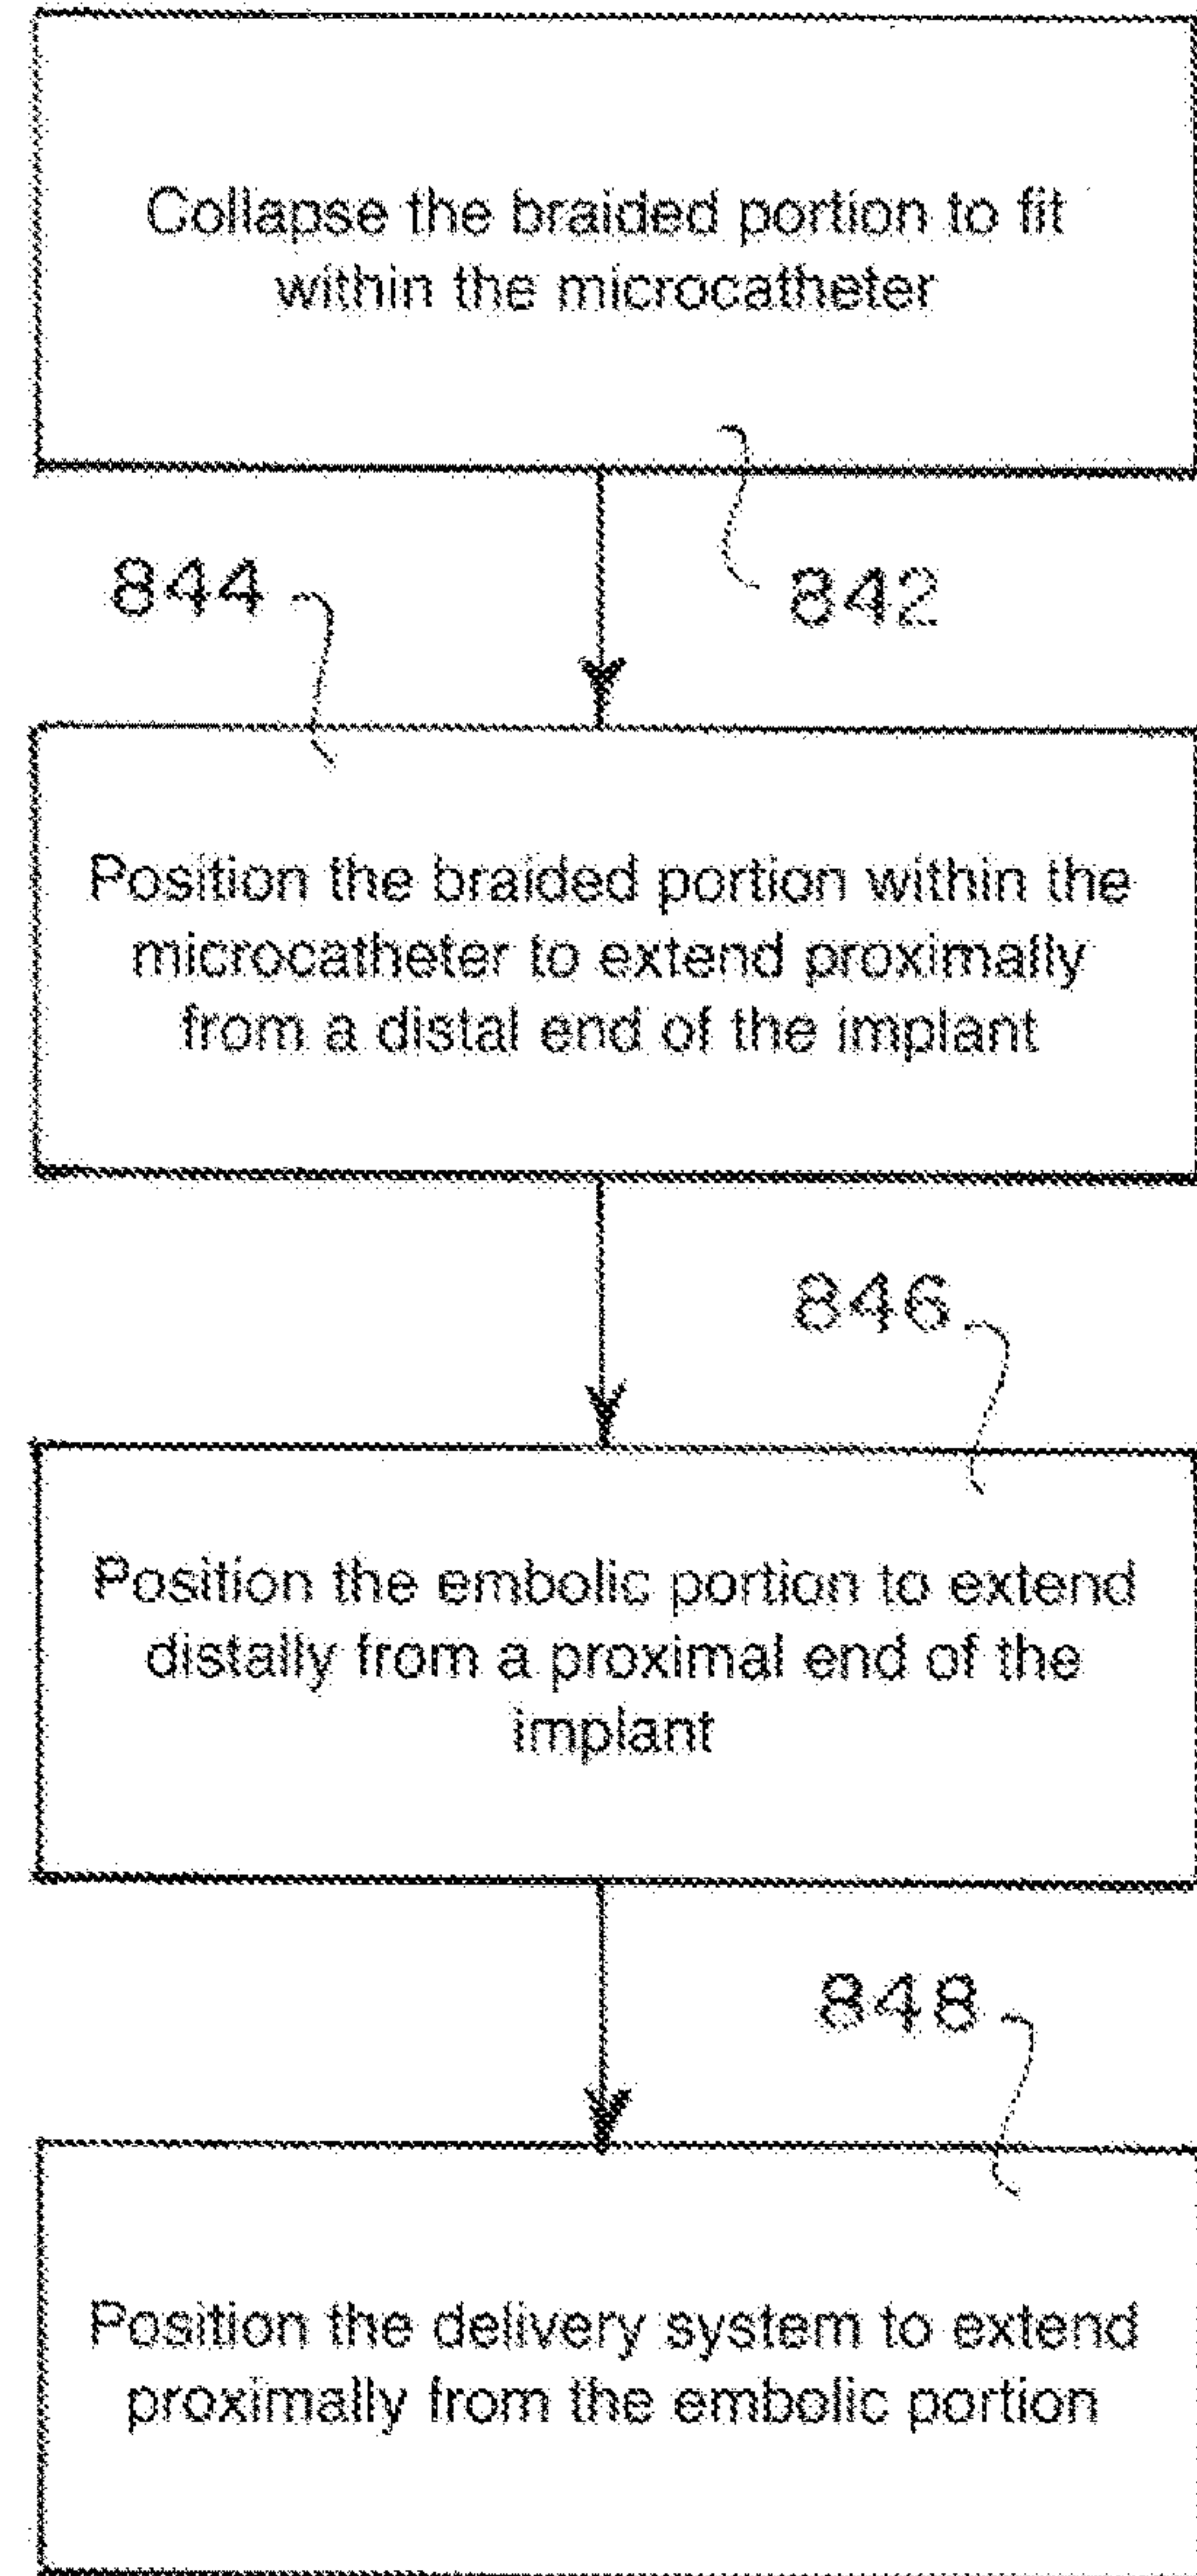 Collapse the braided portion to fit
within the microcatheter
842
844
Position the braided portion within the
microcatheter to extend proximally
from a distal end of the implant
846
Position the embolic portion to extend
distally from a proximal end of the
implant
848
Position the delivery system to extend
proximally from the embolic portion